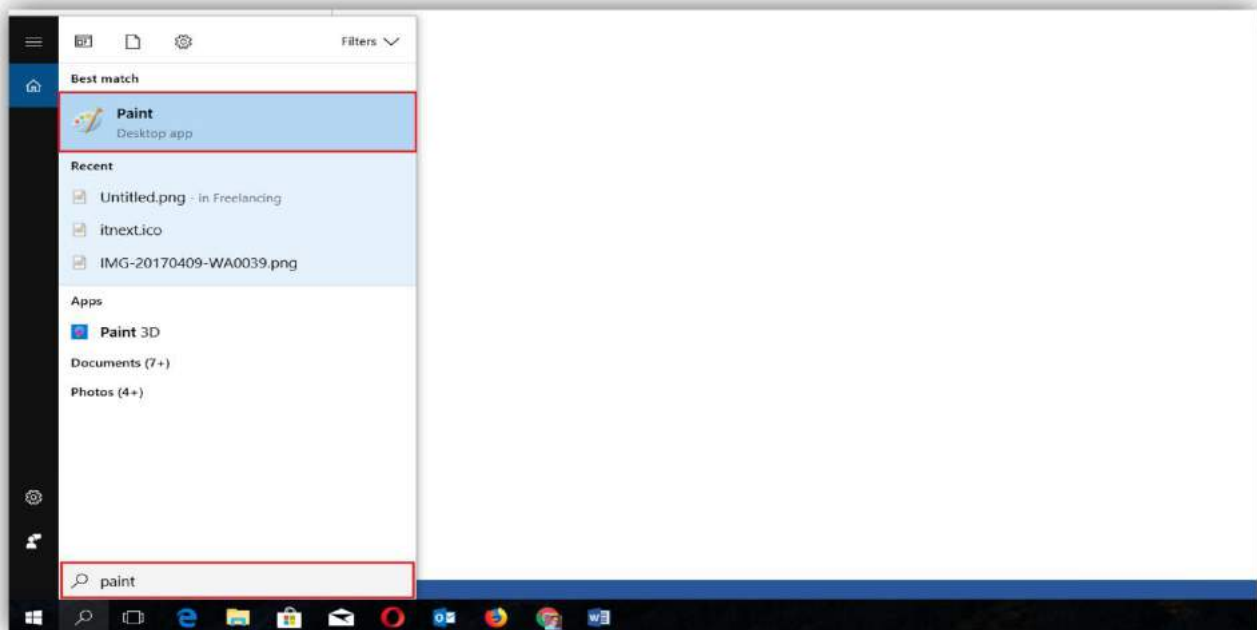 Filters
Best match
Paint
Desktop app
Recent
Untitled.png - in Freelancing
itnext.ico
IMG-20170409-WA0039.png
Apps
Paint 3D
Documents (7+)
Photos (4+)
paint